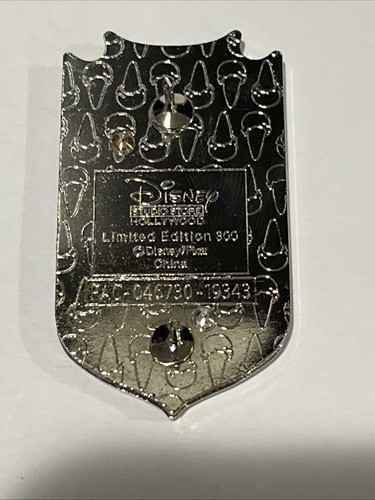 Disney
STUDIO STORE
HOLLYWOOD
Limited Edition 300
©Disney/Pixar
China
FAC-046730-19343